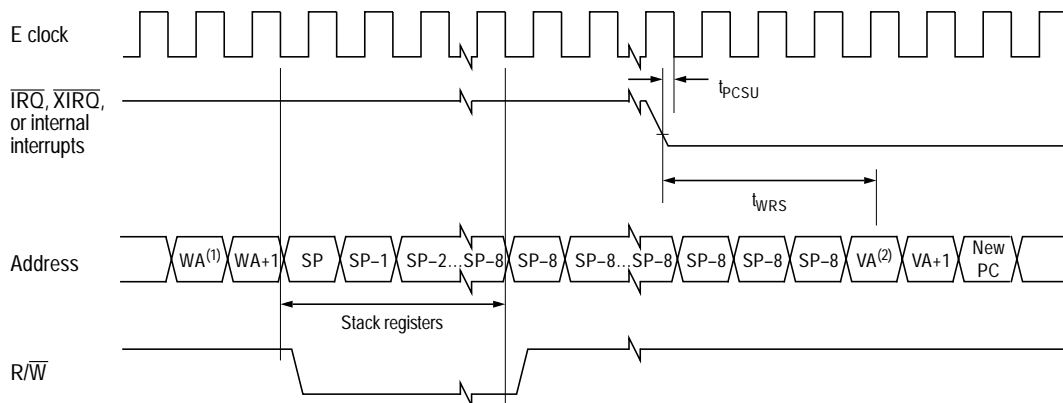 E clock
IRQ, XIRQ,
or internal
interrupts
tPCSU
tWRS
Address
WA(1) WA+1 SP SP–1 SP–2...SP–8 SP–8 SP–8...SP–8 SP–8 SP–8 SP–8 VA(2) VA+1 New PC
Stack registers
R/W